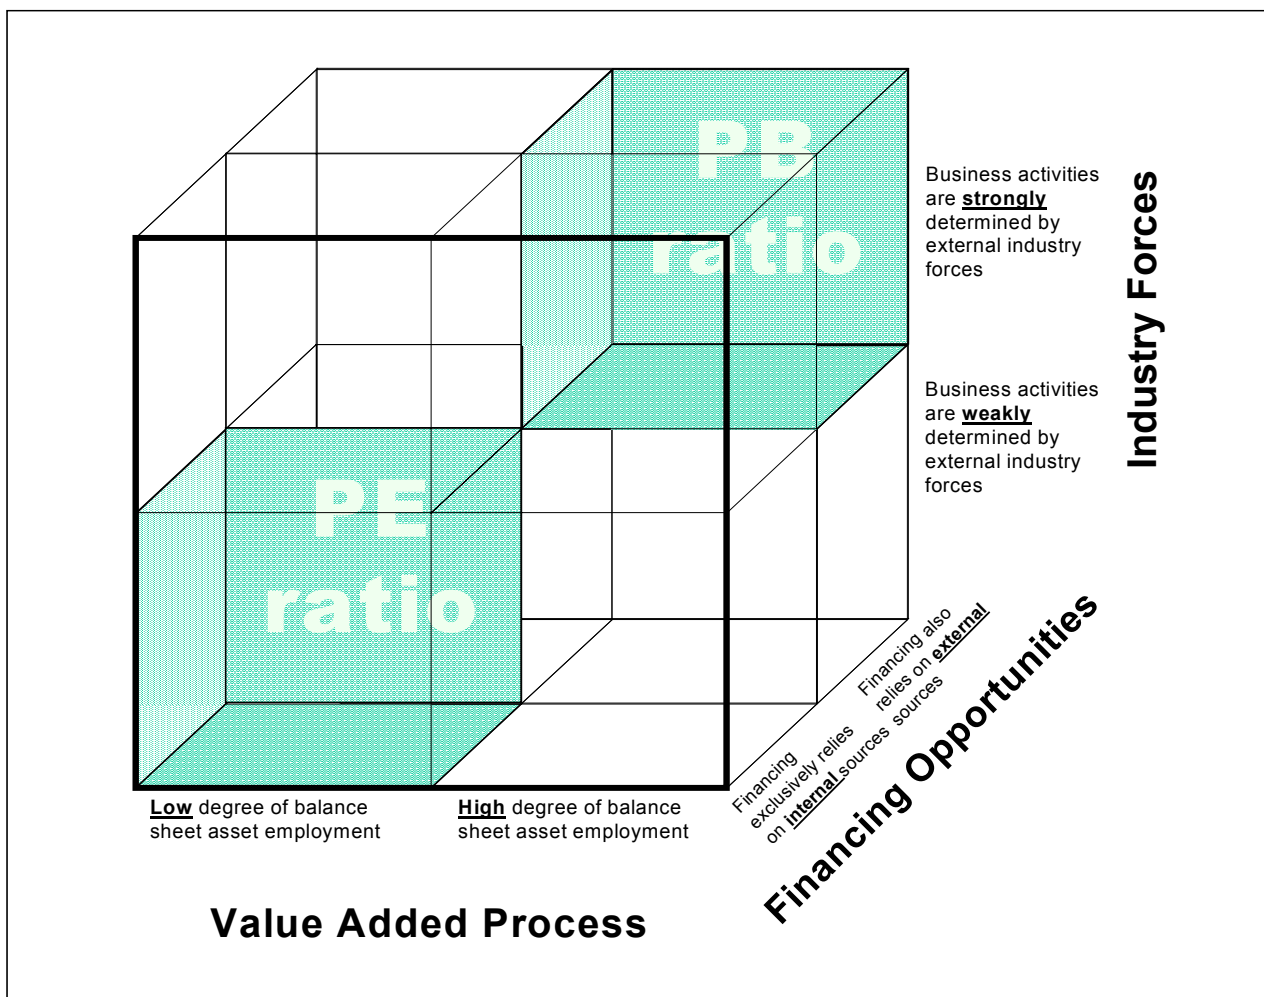 PB
ratio
Business activities
are strongly
determined by
external industry
forces
Industry Forces
Business activities
are weakly
determined by
external industry
forces
PE
ratio
Financing also
relies on external
sources
Financing
exclusively relies
on internal sources
Financing Opportunities
Low degree of balance
sheet asset employment
High degree of balance
sheet asset employment
Value Added Process